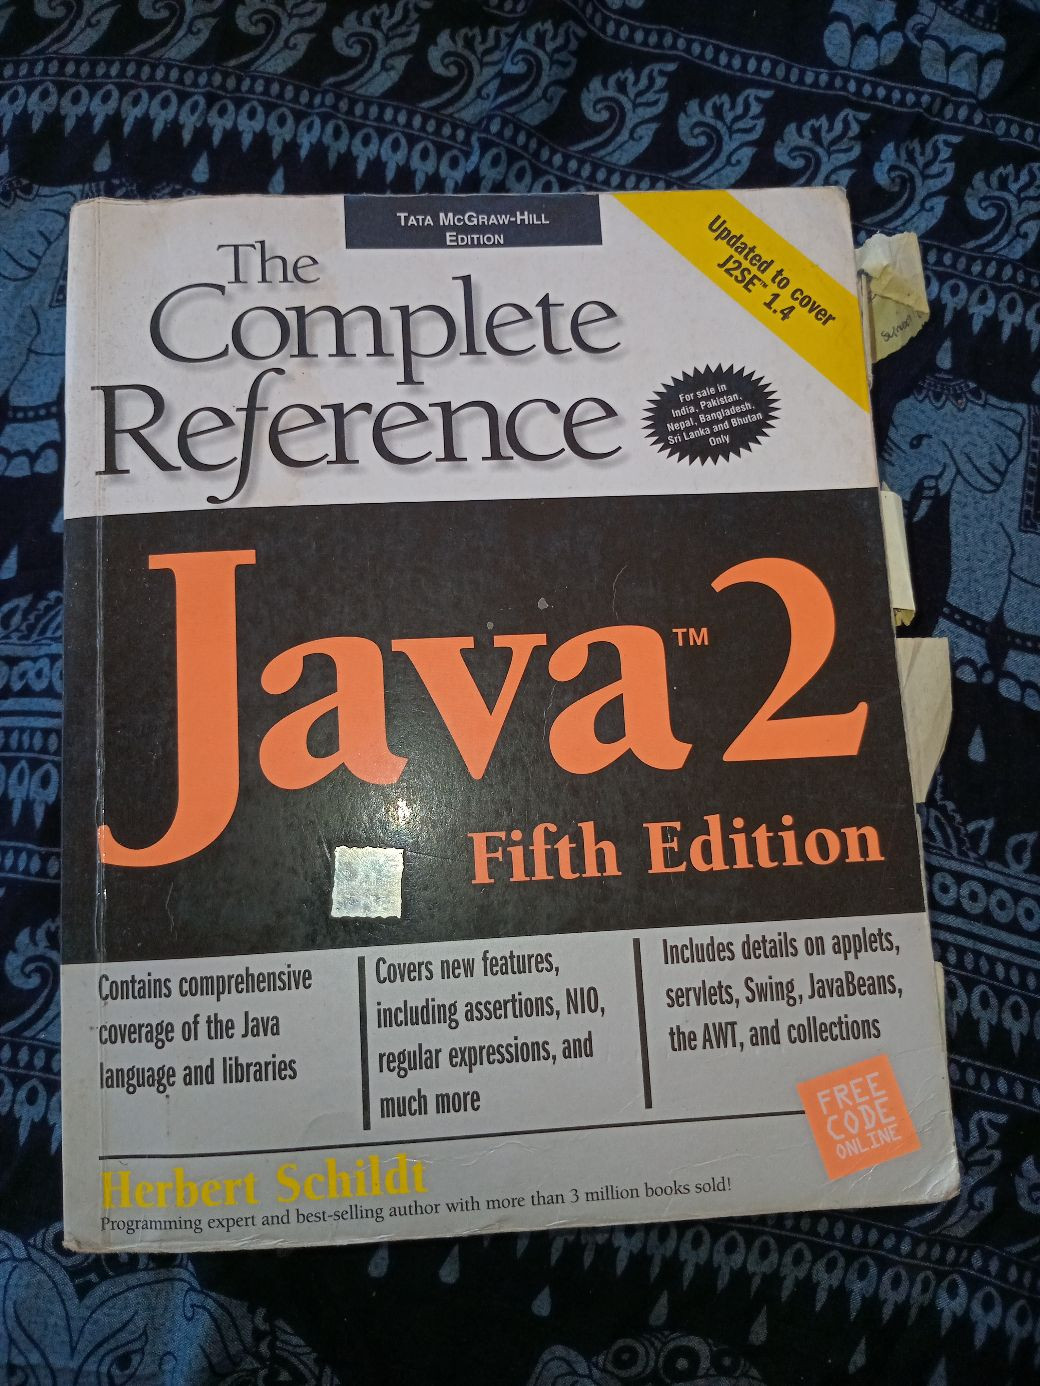 TATA MCGRAW-HILL
EDITION
Updated to cover
J2SE™ 1.4
The
Complete
Reference
For sale in
India, Pakistan,
Nepal, Bangladesh,
Sri Lanka and Bhutan
Only
Java™ 2
Fifth Edition
Contains comprehensive
coverage of the Java
language and libraries
Covers new features,
including assertions, NIO,
regular expressions, and
much more
Includes details on applets,
servlets, Swing, JavaBeans,
the AWT, and collections
FREE
CODE
ONLINE
Herbert Schildt
Programming expert and best-selling author with more than 3 million books sold!